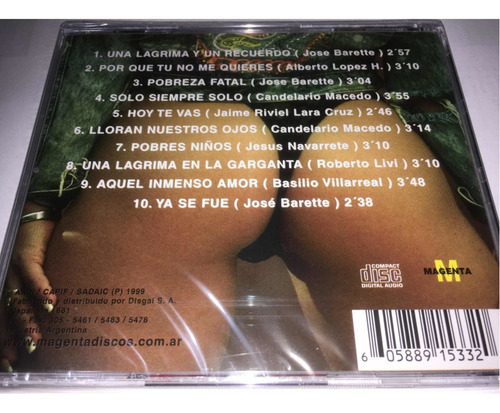 1. UNA LAGRIMA Y UN RECUERDO ( Jose Barette ) 2´57
2. POR QUE TU NO ME QUIERES ( Alberto Lopez H. ) 3´10
3. POBREZA FATAL ( Jose Barette ) 3´04
4. SOLO SIEMPRE SOLO ( Candelario Macedo ) 3´55
5. HOY TE VAS ( Jaime Riviel Lara Cruz ) 2´46
6. LLORAN NUESTROS OJOS ( Candelario Macedo ) 3´14
7. POBRES NIÑOS ( Jesus Navarrete ) 3´10
8. UNA LAGRIMA EN LA GARGANTA ( Roberto Livi ) 3´10
9. AQUEL INMENSO AMOR ( Basilio Villarreal ) 3´48
10. YA SE FUE ( José Barette ) 2´38
COMPACT
disc
DIGITAL AUDIO
M
MAGENTA
/ CAPIF / SADAIC (P) 1999
y distribuido por Disgal S. A.
5461 / 5463 / 5478
Argentina
www.magentadiscos.com.ar
6 05889 15332